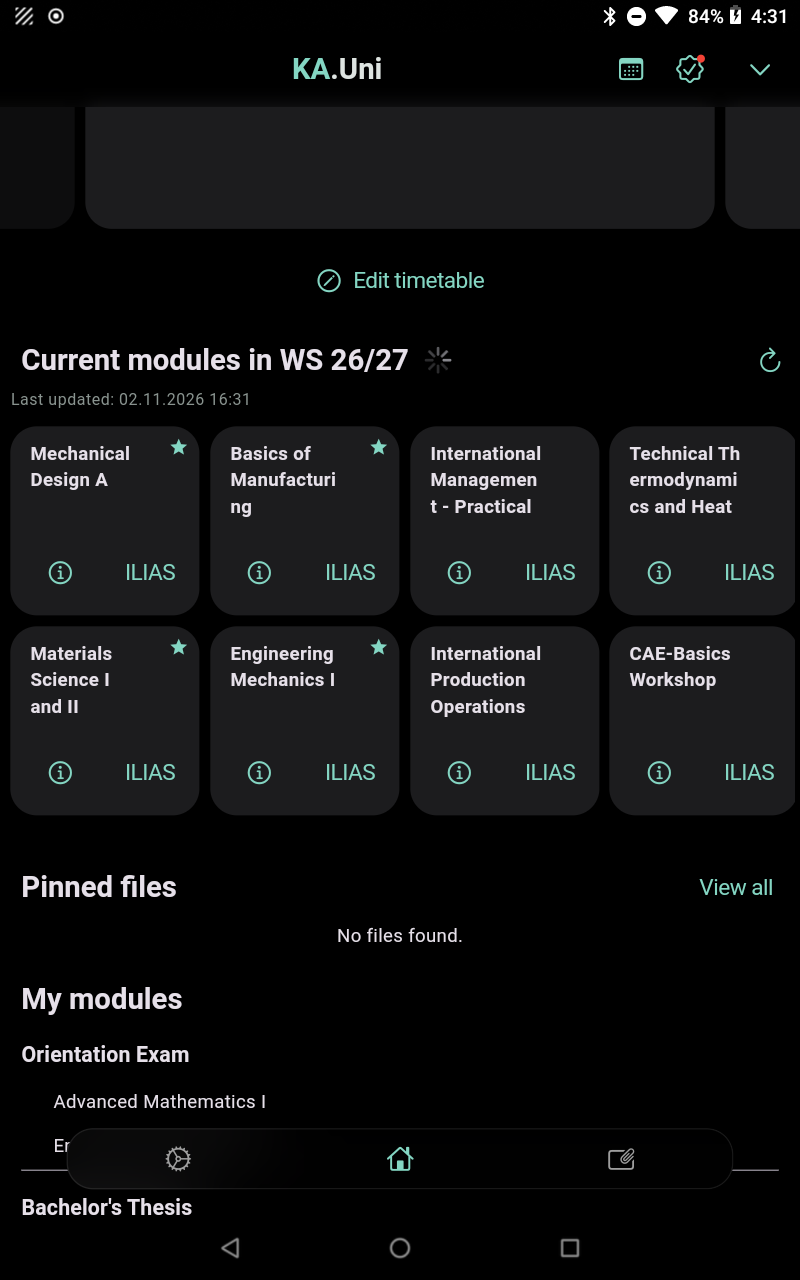 84% 4:31
KA.Uni
Edit timetable
Current modules in WS 26/27
Last updated: 02.11.2026 16:31
Mechanical
Design A
ILIAS
Basics of
Manufacturi
ng
ILIAS
International
Managemen
t - Practical
ILIAS
Technical Th
ermodynami
cs and Heat
ILIAS
Materials
Science I
and II
ILIAS
Engineering
Mechanics I
ILIAS
International
Production
Operations
ILIAS
CAE-Basics
Workshop
ILIAS
Pinned files
View all
No files found.
My modules
Orientation Exam
Advanced Mathematics I
Bachelor's Thesis